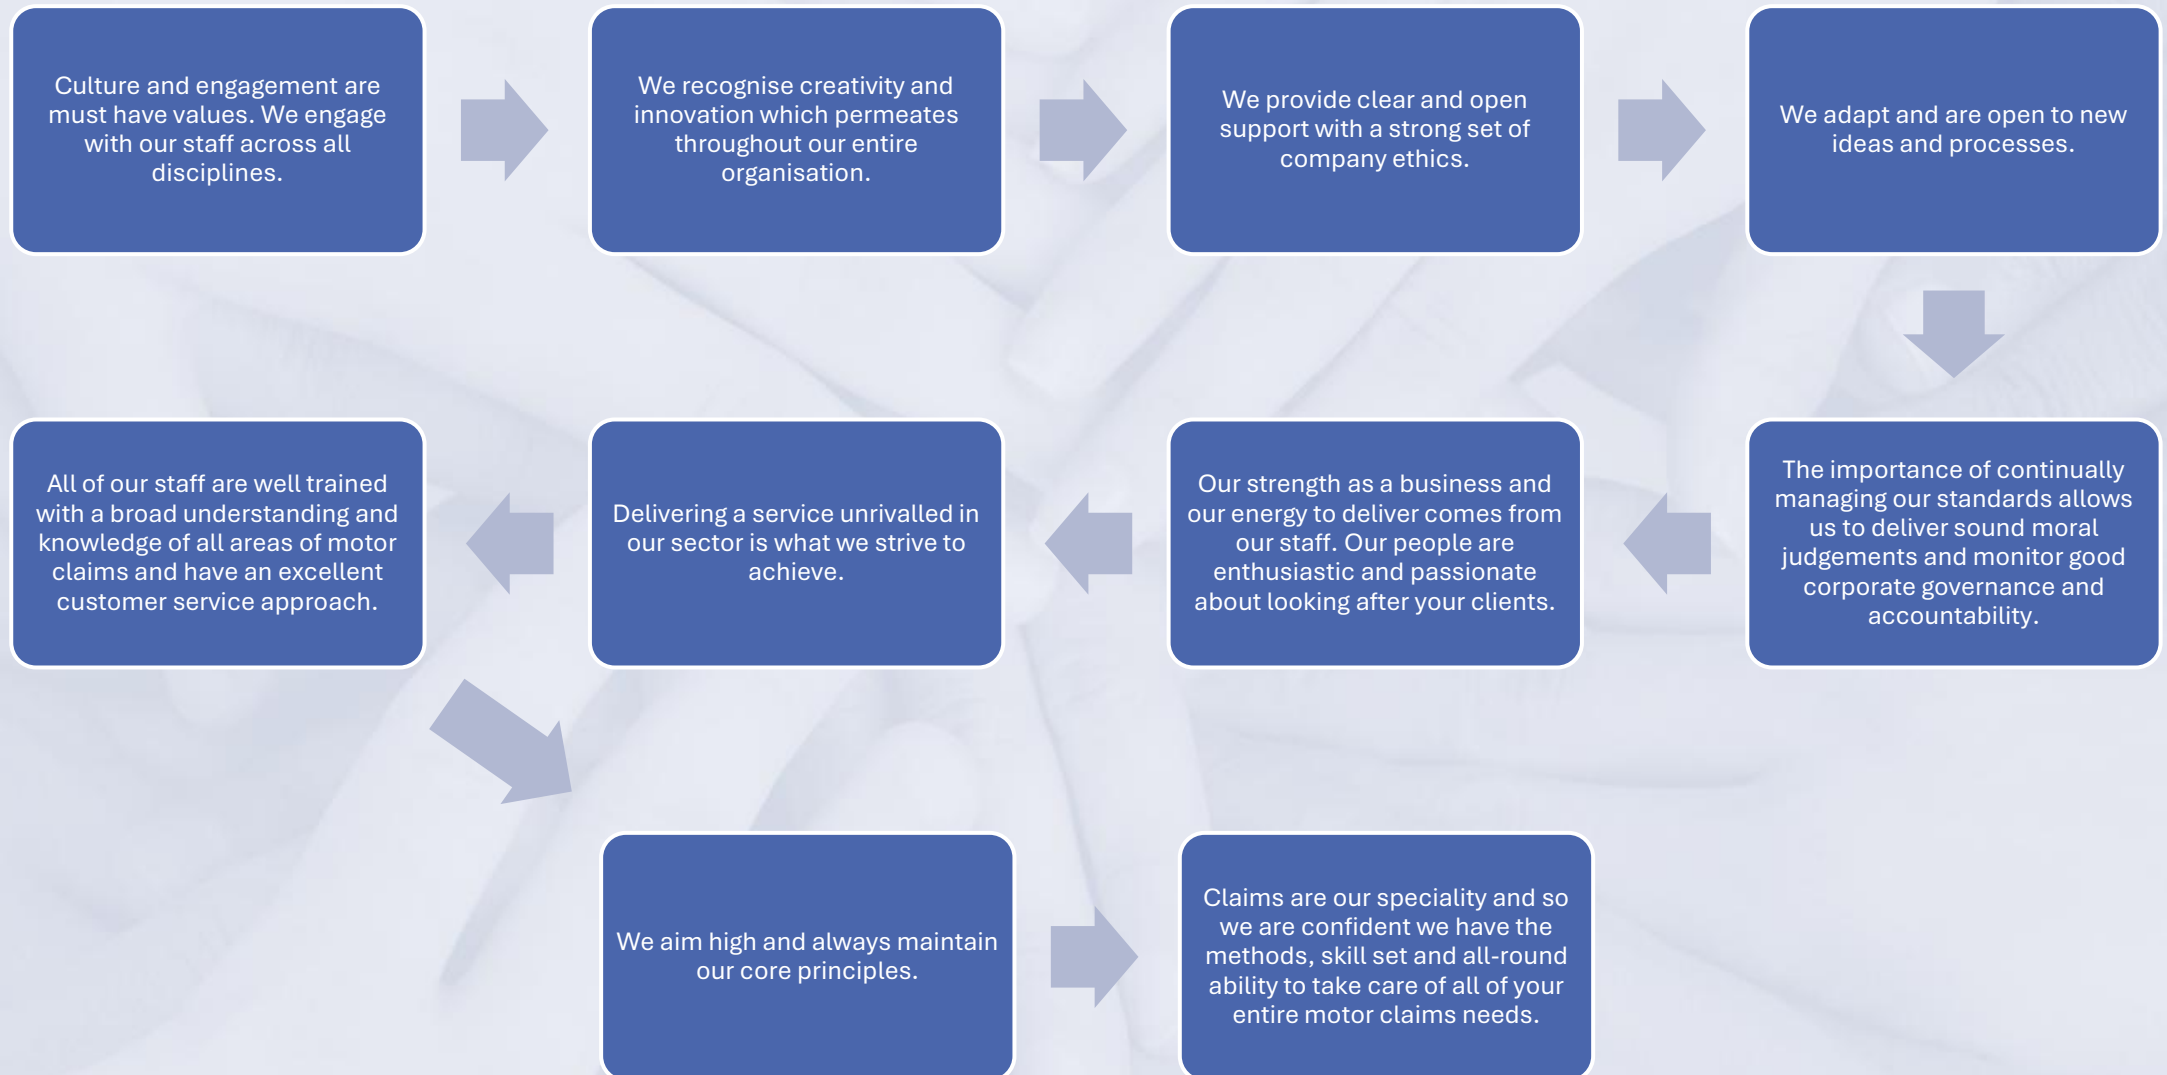 Culture and engagement are
must have values. We engage
with our staff across all
disciplines.
We recognise creativity and
innovation which permeates
throughout our entire
organisation.
We provide clear and open
support with a strong set of
company ethics.
We adapt and are open to new
ideas and processes.
The importance of continually
managing our standards allows
us to deliver sound moral
judgements and monitor good
corporate governance and
accountability.
Our strength as a business and
our energy to deliver comes from
our staff. Our people are
enthusiastic and passionate
about looking after your clients.
Delivering a service unrivalled in
our sector is what we strive to
achieve.
All of our staff are well trained
with a broad understanding and
knowledge of all areas of motor
claims and have an excellent
customer service approach.
We aim high and always maintain
our core principles.
Claims are our speciality and so
we are confident we have the
methods, skill set and all-round
ability to take care of all of your
entire motor claims needs.